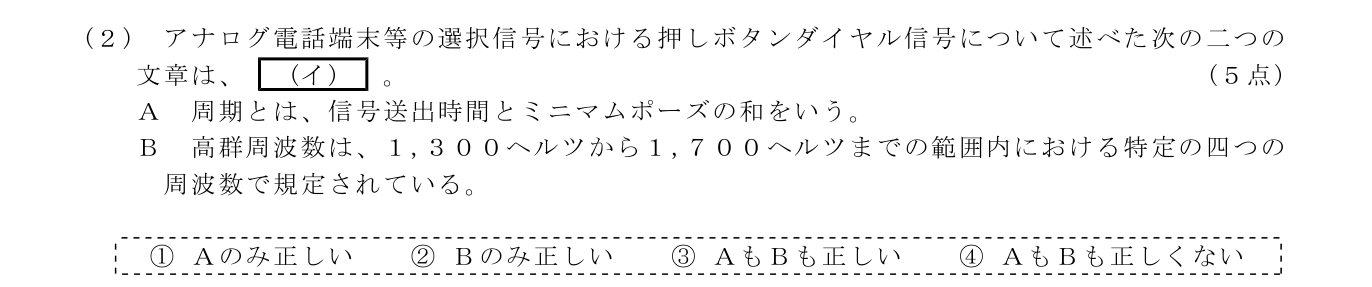 （２） アナログ電話端末等の選択信号における押しボタンダイヤル信号について述べた次の二つの
文章は、 （イ） 。 （５点）
Ａ 周期とは、信号送出時間とミニマムポーズの和をいう。
Ｂ 高群周波数は、１，３００ヘルツから１，７００ヘルツまでの範囲内における特定の四つの
周波数で規定されている。
① Ａのみ正しい ② Ｂのみ正しい ③ ＡもＢも正しい ④ ＡもＢも正しくない